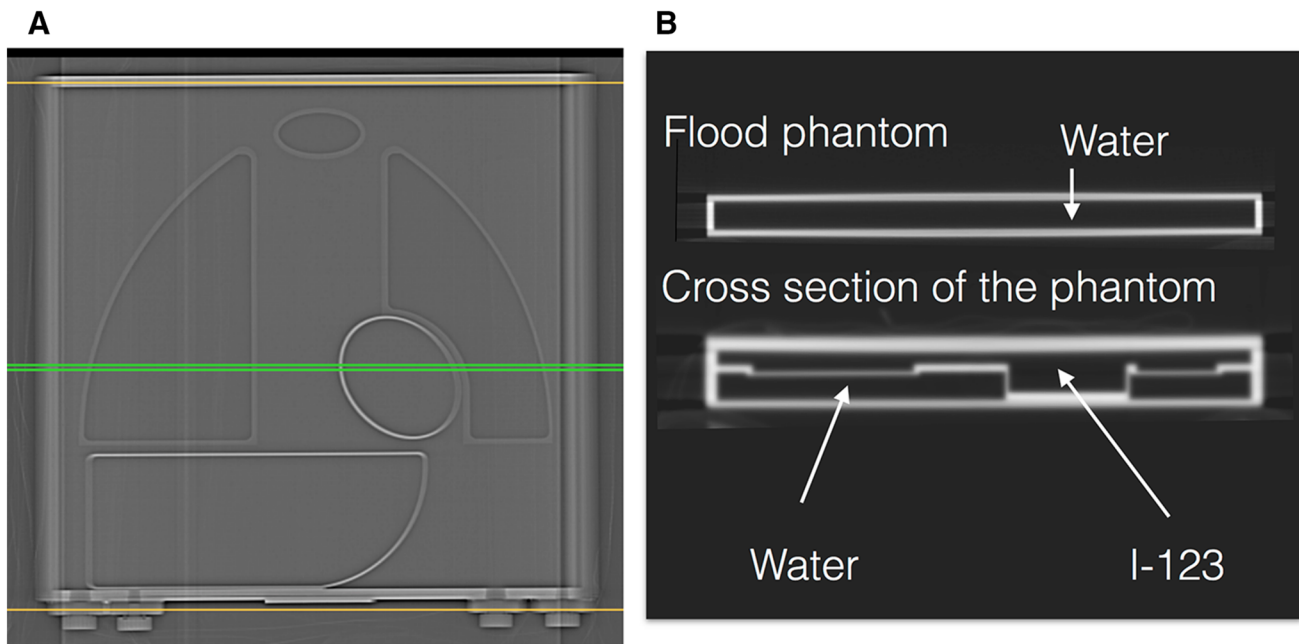 A
B
Flood phantom
Water
Cross section of the phantom
Water
I-123